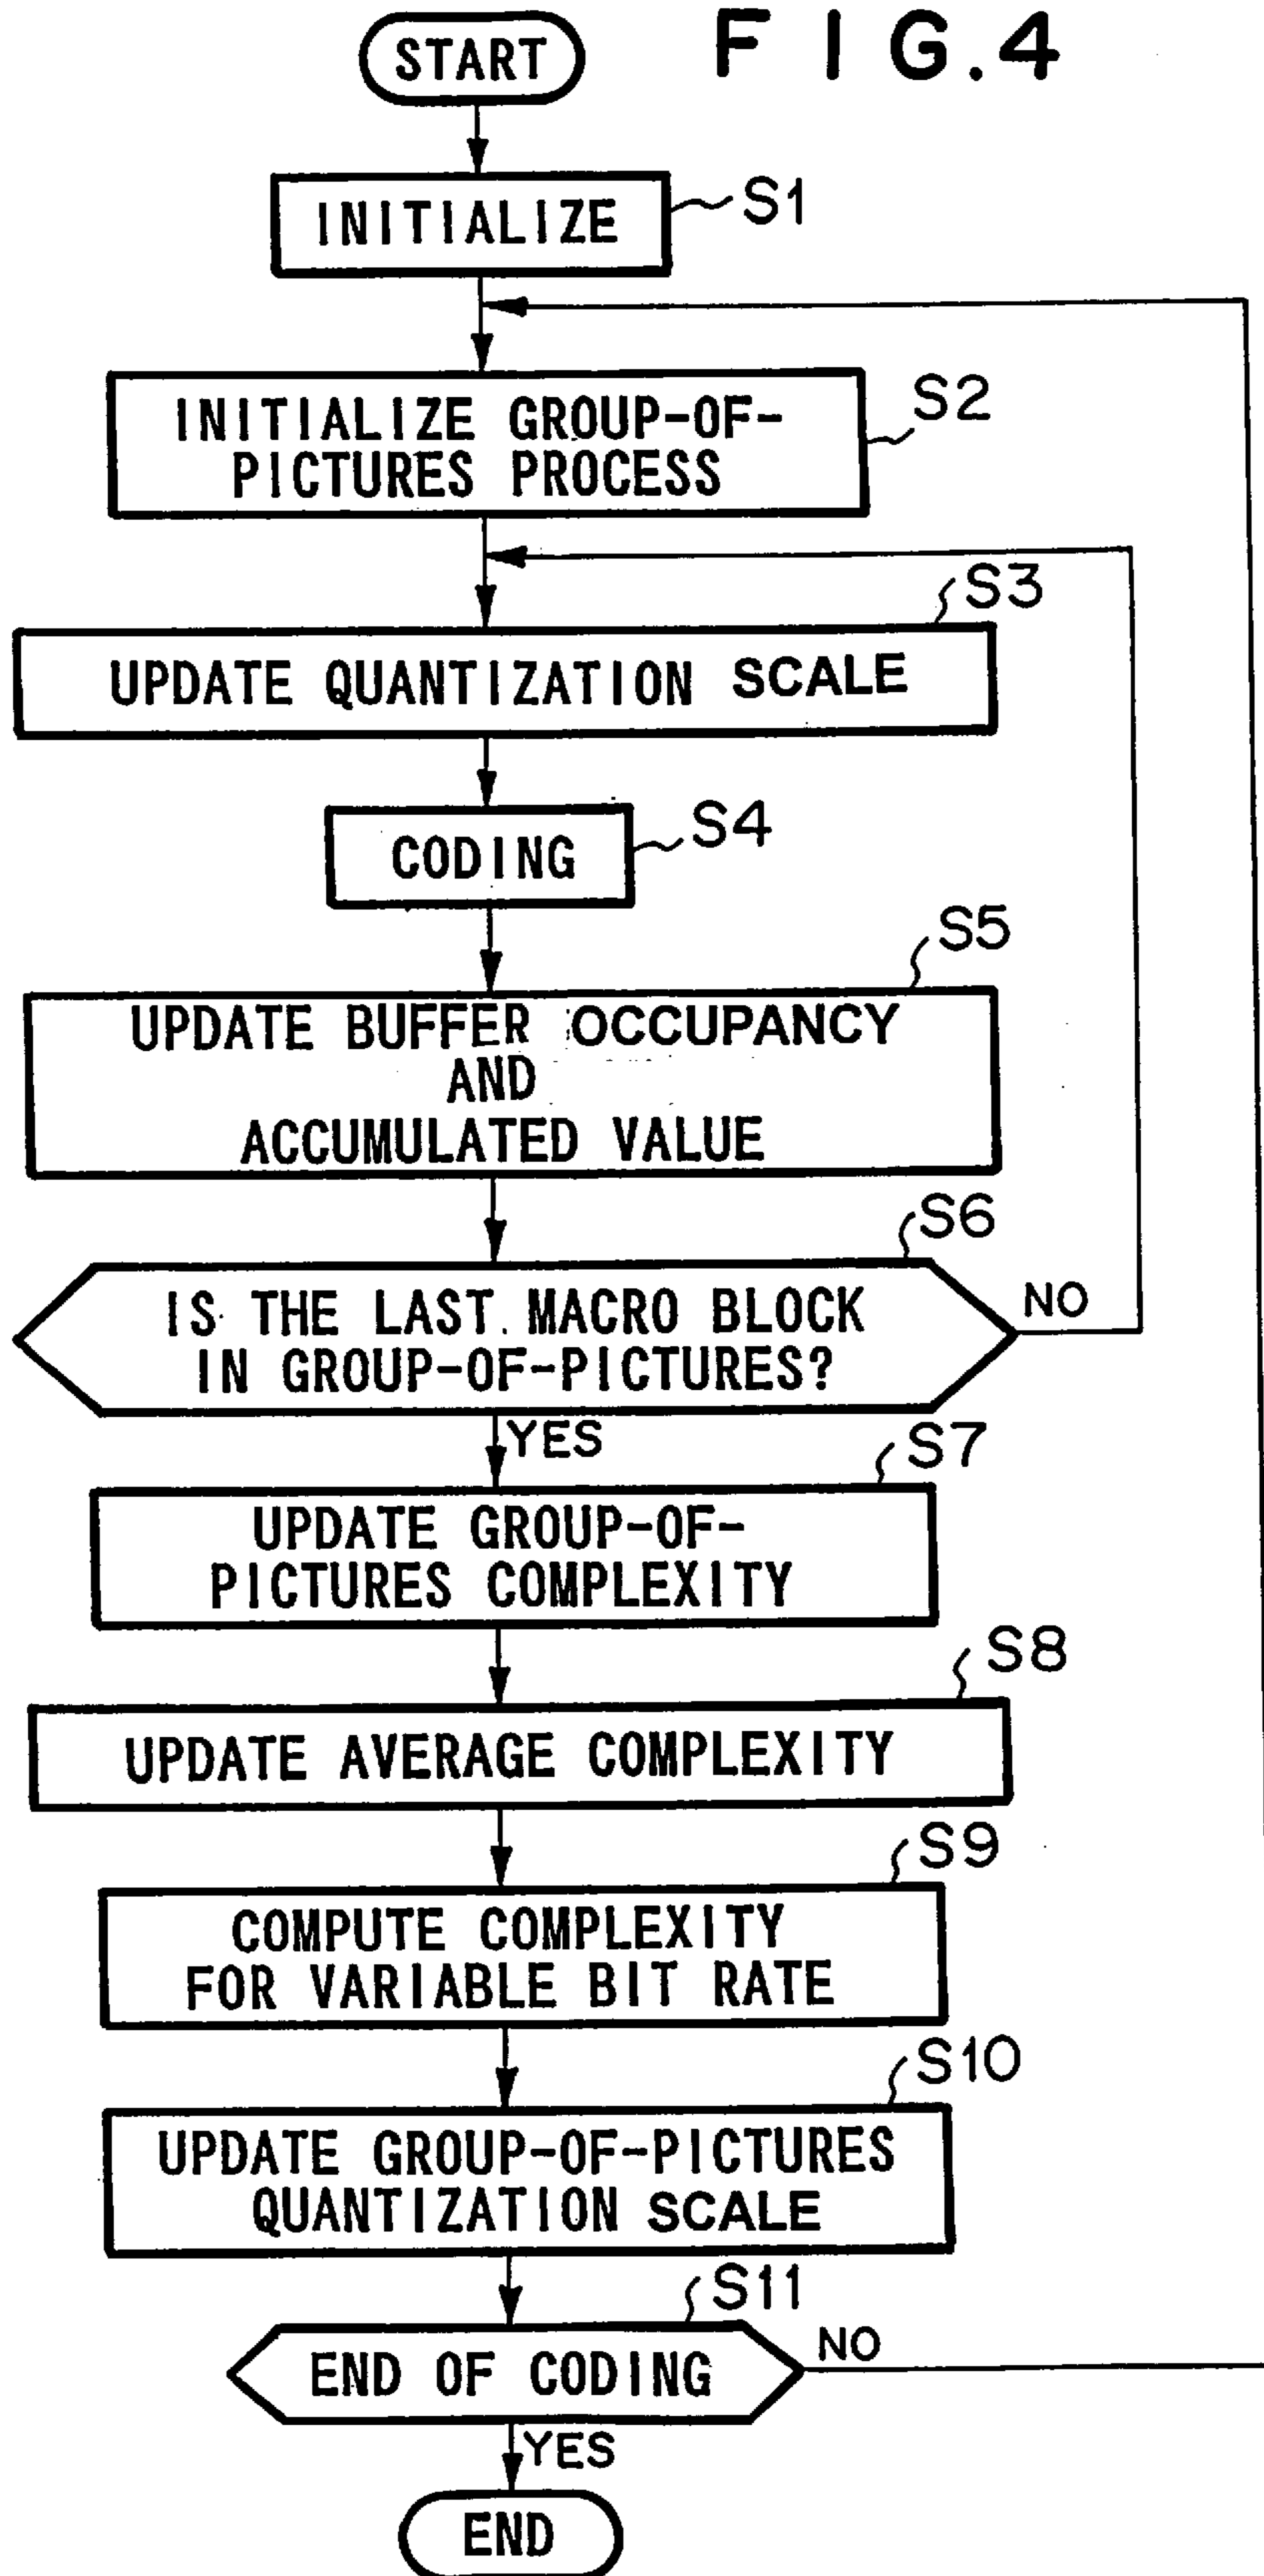 FIG.4
START
INITIALIZE
S1
INITIALIZE GROUP-OF-
PICTURES PROCESS
S2
S3
UPDATE QUANTIZATION SCALE
CODING
S4
S5
UPDATE BUFFER OCCUPANCY
AND
ACCUMULATED VALUE
S6
IS THE LAST MACRO BLOCK
IN GROUP-OF-PICTURES?
NO
YES
S7
UPDATE GROUP-OF-
PICTURES COMPLEXITY
S8
UPDATE AVERAGE COMPLEXITY
S9
COMPUTE COMPLEXITY
FOR VARIABLE BIT RATE
S10
UPDATE GROUP-OF-PICTURES
QUANTIZATION SCALE
S11
END OF CODING
NO
YES
END